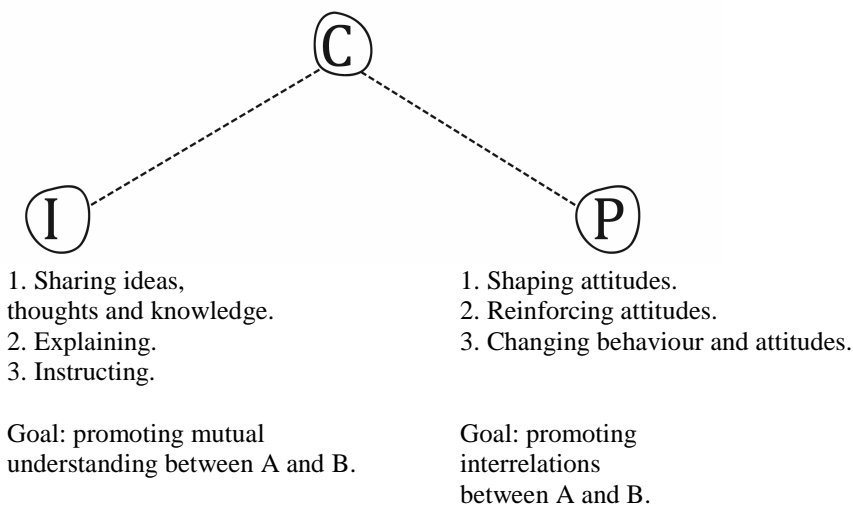 C
I
P
1. Sharing ideas,
thoughts and knowledge.
2. Explaining.
3. Instructing.
Goal: promoting mutual
understanding between A and B.
1. Shaping attitudes.
2. Reinforcing attitudes.
3. Changing behaviour and attitudes.
Goal: promoting
interrelations
between A and B.